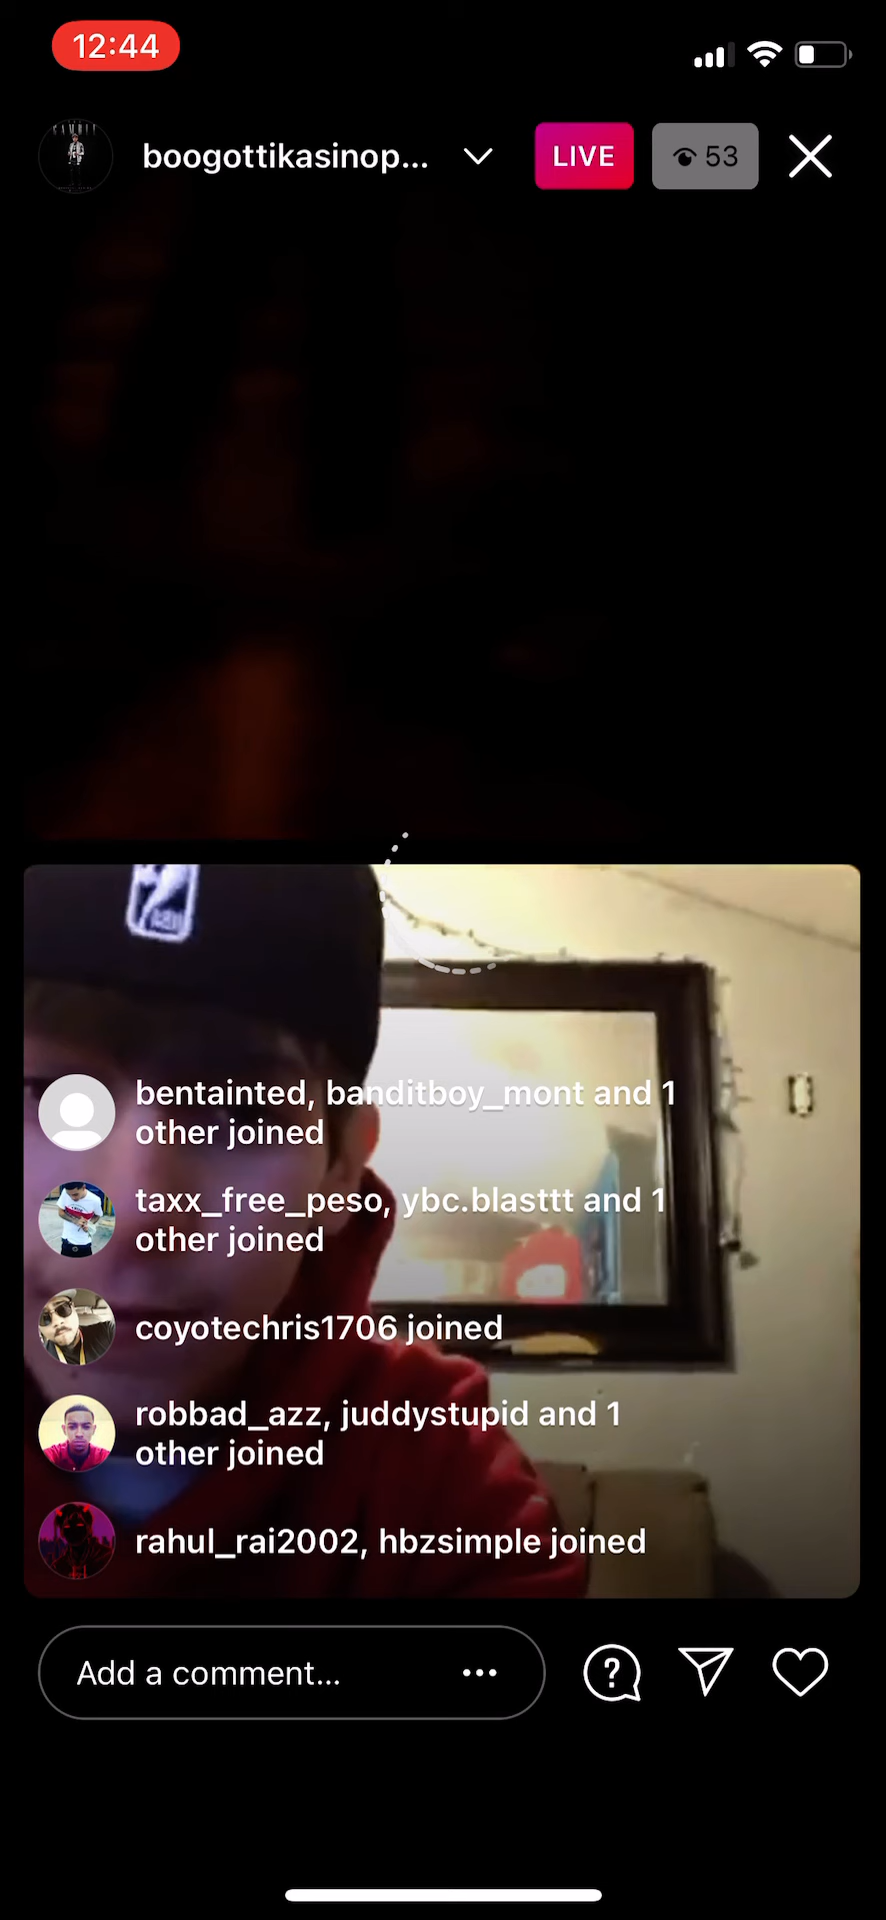 12:44
boogottikasinop...
LIVE
53
bentainted, banditboy_mont and 1
other joined
taxx_free_peso, ybc.blasttt and 1
other joined
coyotechris1706 joined
robbad_azz, juddystupid and 1
other joined
rahul_rai2002, hbzsimple joined
Add a comment...